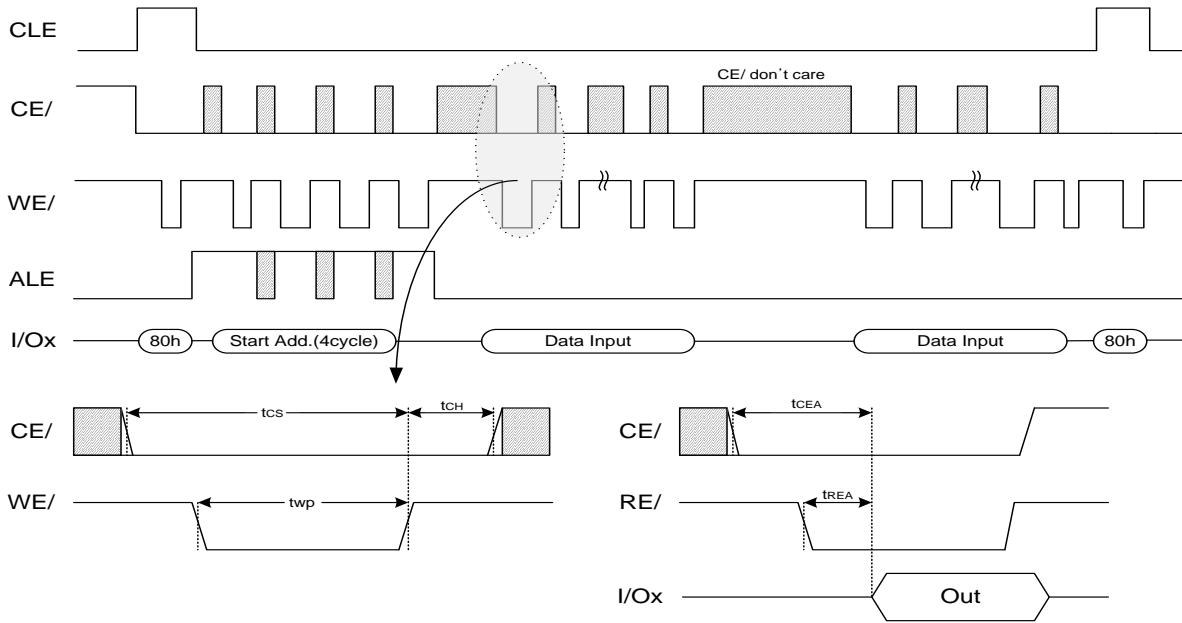 CLE
CE/ don't care
CE/
WE/
ALE
I/Ox 80h Start Add.(4cycle) Data Input Data Input 80h
tCS tCH tCEA
CE/ CE/
WE/ twp RE/ tREA
I/Ox Out